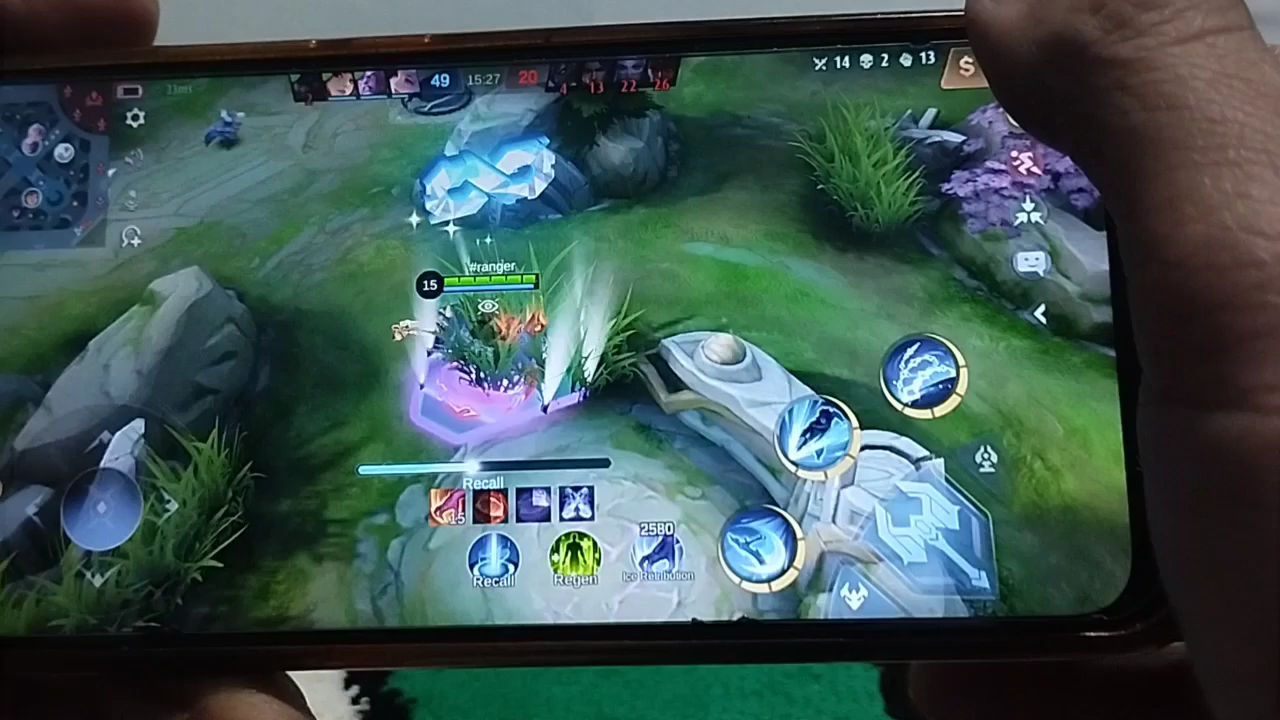 33ms
49 15:27 20
4 13 22 26
14 2 13
$
#ranger
15
Recall
15
2580
Recall Regen Ice Retribution